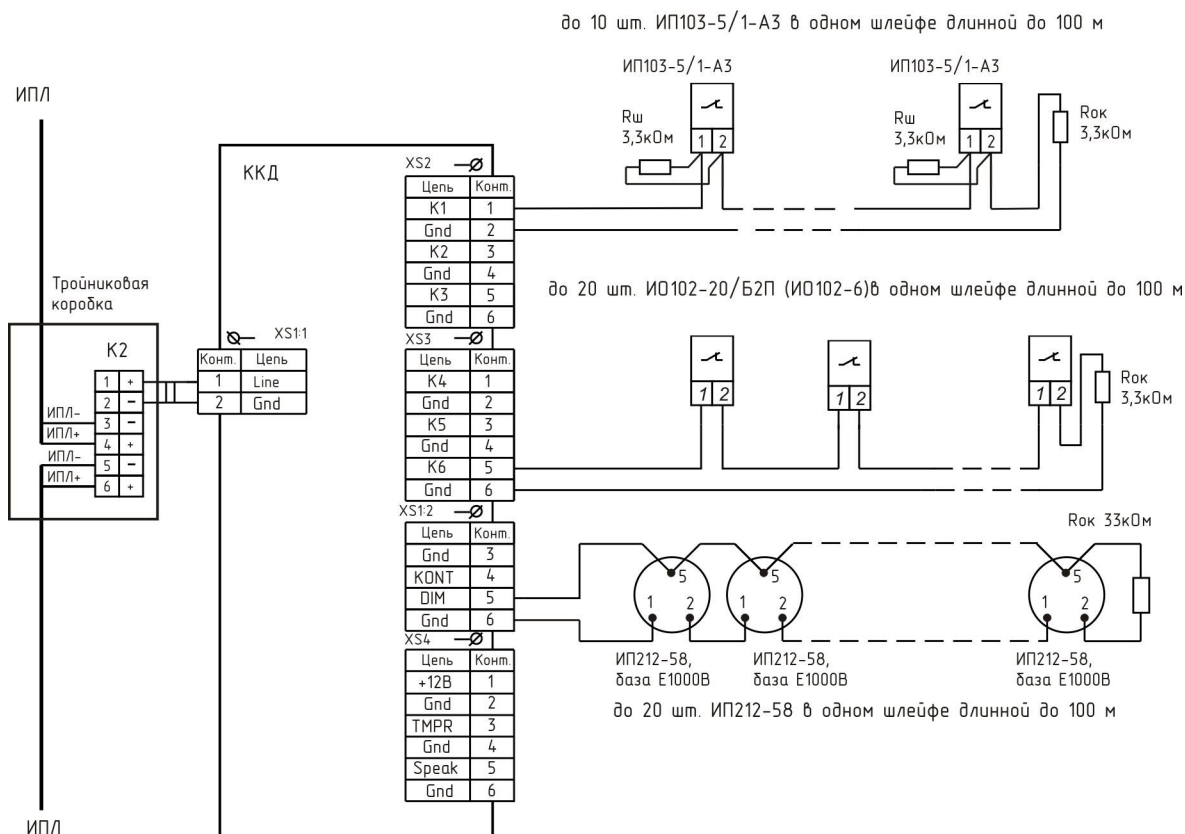 до 10 шт. ИП103-5/1-А3 в одном шлейфе длинной до 100 м
ИП103-5/1-А3
ИП103-5/1-А3
Rш
3,3кОм
Rш
3,3кОм
Rок
3,3кОм
1 2
1 2
ИПЛ
ККД
XS2
Цепь Конт.
К1 1
Gnd 2
К2 3
Gnd 4
К3 5
Gnd 6
до 20 шт. ИО102-20/Б2П (ИО102-6)в одном шлейфе длинной до 100 м
Тройниковая
коробка
К2
1 +
2 −
3 −
4 +
5 −
6 +
ИПЛ-
ИПЛ+
ИПЛ-
ИПЛ+
XS1:1
Конт. Цепь
1 Line
2 Gnd
XS3
Цепь Конт.
К4 1
Gnd 2
К5 3
Gnd 4
К6 5
Gnd 6
1 2
1 2
1 2
Rок
3,3кОм
XS1:2
Цепь Конт.
Gnd 3
KONT 4
DIM 5
Gnd 6
Rок 33кОм
5
1 2
5
1 2
5
1 2
ИП212-58,
база Е1000В
ИП212-58,
база Е1000В
ИП212-58,
база Е1000В
до 20 шт. ИП212-58 в одном шлейфе длинной до 100 м
XS4
Цепь Конт.
+12В 1
Gnd 2
TMPR 3
Gnd 4
Speak 5
Gnd 6
ИПЛ